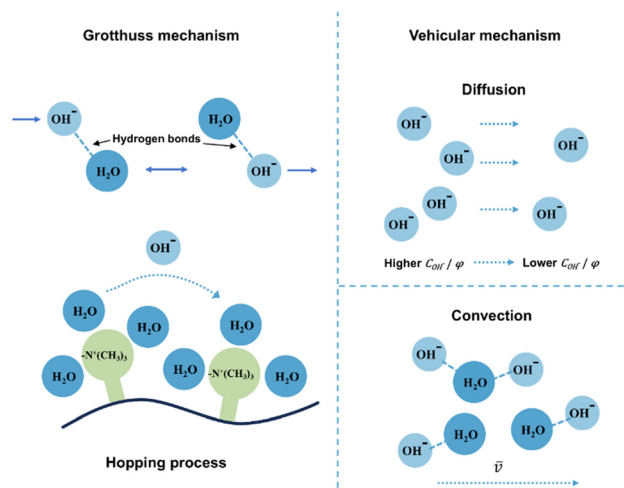 Grotthuss mechanism
OH⁻
H₂O
Hydrogen bonds
H₂O
OH⁻
OH⁻
H₂O
H₂O
-N⁺(CH₃)₃
H₂O
H₂O
H₂O
-N⁺(CH₃)₃
H₂O
Hopping process
Vehicular mechanism
Diffusion
OH⁻
OH⁻
OH⁻
OH⁻
OH⁻
OH⁻
Higher C_OH⁻ / φ
Lower C_OH⁻ / φ
Convection
OH⁻
H₂O
OH⁻
OH⁻
H₂O
H₂O
OH⁻
v̄